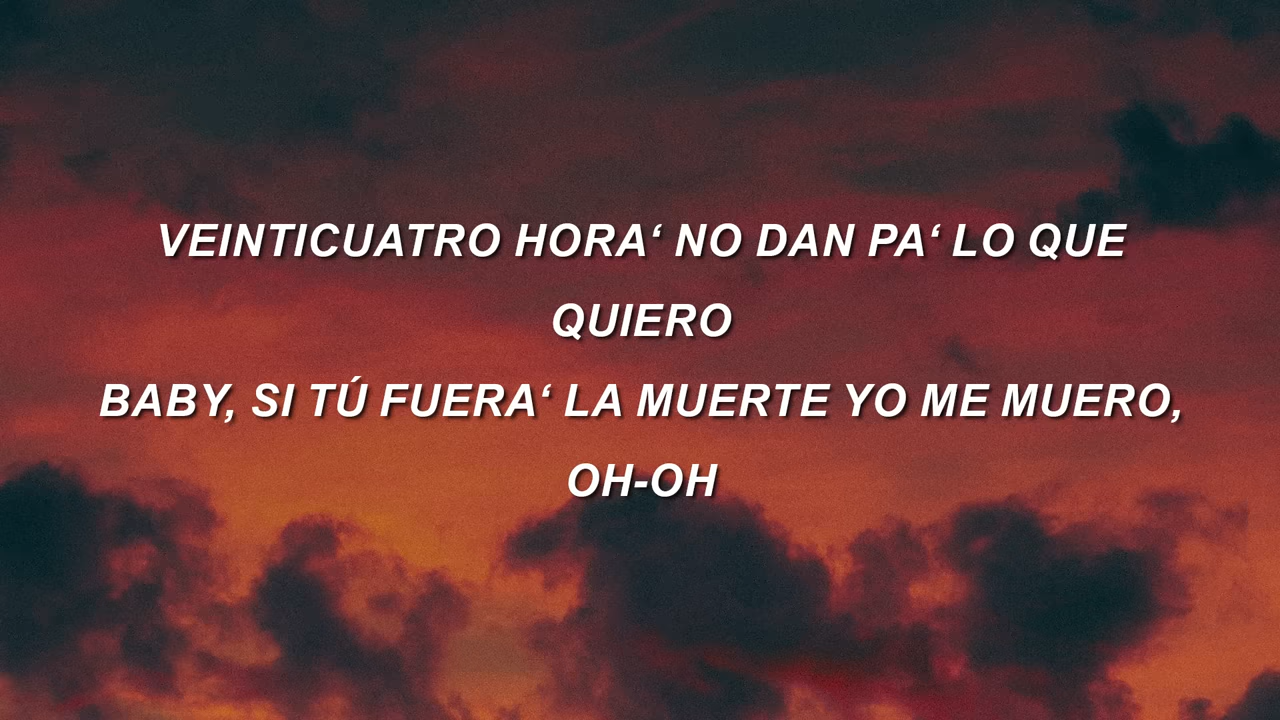 VEINTICUATRO HORA‘ NO DAN PA‘ LO QUE
QUIERO
BABY, SI TÚ FUERA‘ LA MUERTE YO ME MUERO,
OH-OH